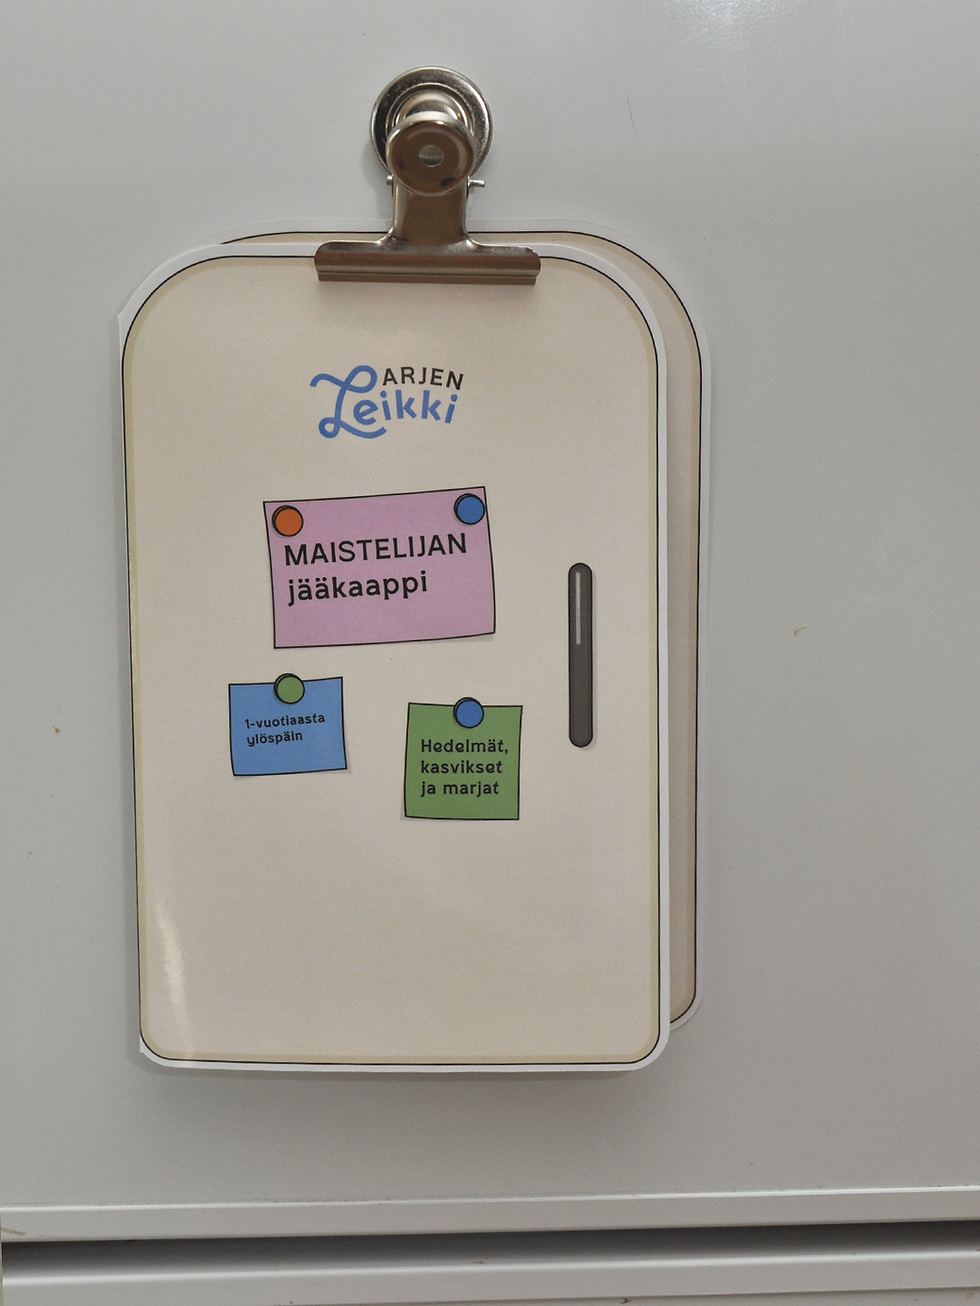 ARJEN
Leikki
MAISTELIJAN
jääkaappi
1-vuotiaasta
ylöspäin
Hedelmät,
kasvikset
ja marjat